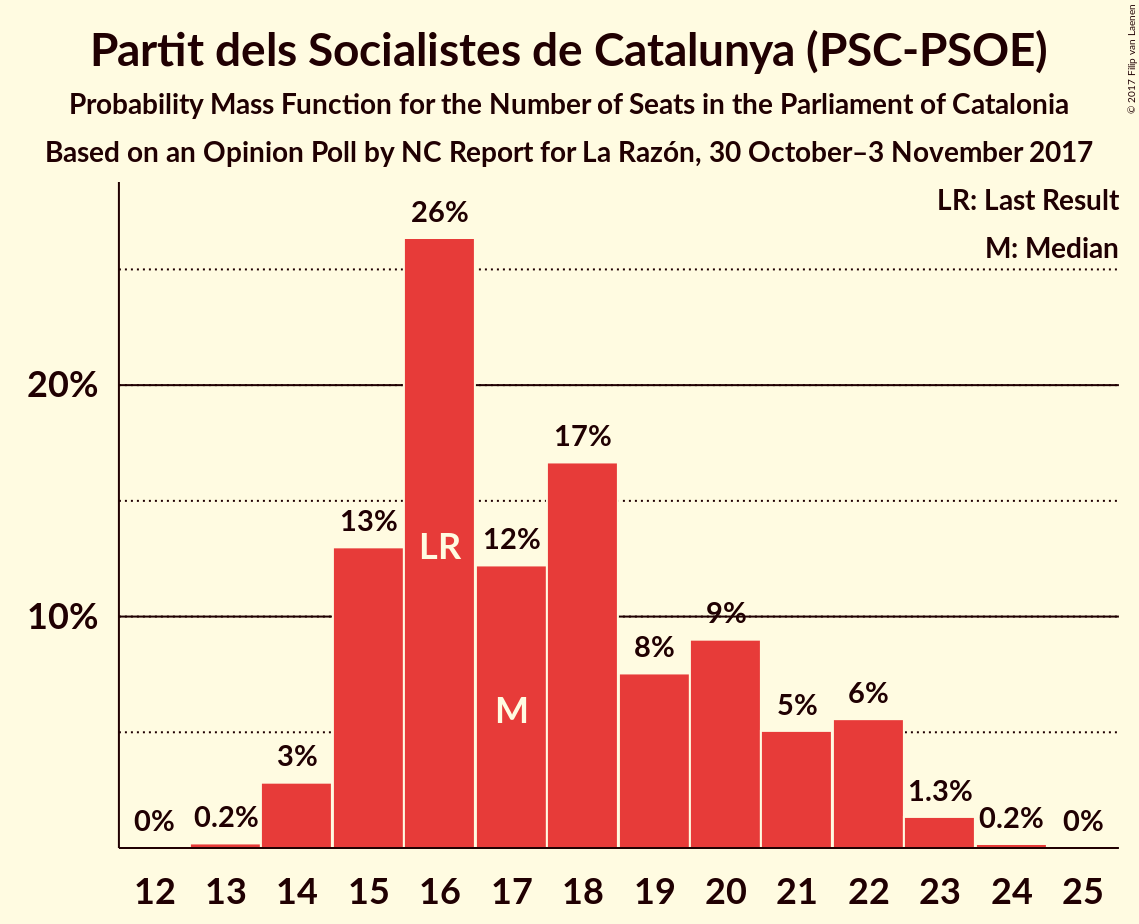 Partit dels Socialistes de Catalunya (PSC-PSOE)
Probability Mass Function for the Number of Seats in the Parliament of Catalonia
Based on an Opinion Poll by NC Report for La Razón, 30 October–3 November 2017
© 2017 Filip van Laenen
LR: Last Result
M: Median
26%
20%
17%
13%
LR
12%
10%
9%
8%
M
5%
6%
3%
0%
0.2%
1.3%
0.2%
0%
12 13 14 15 16 17 18 19 20 21 22 23 24 25